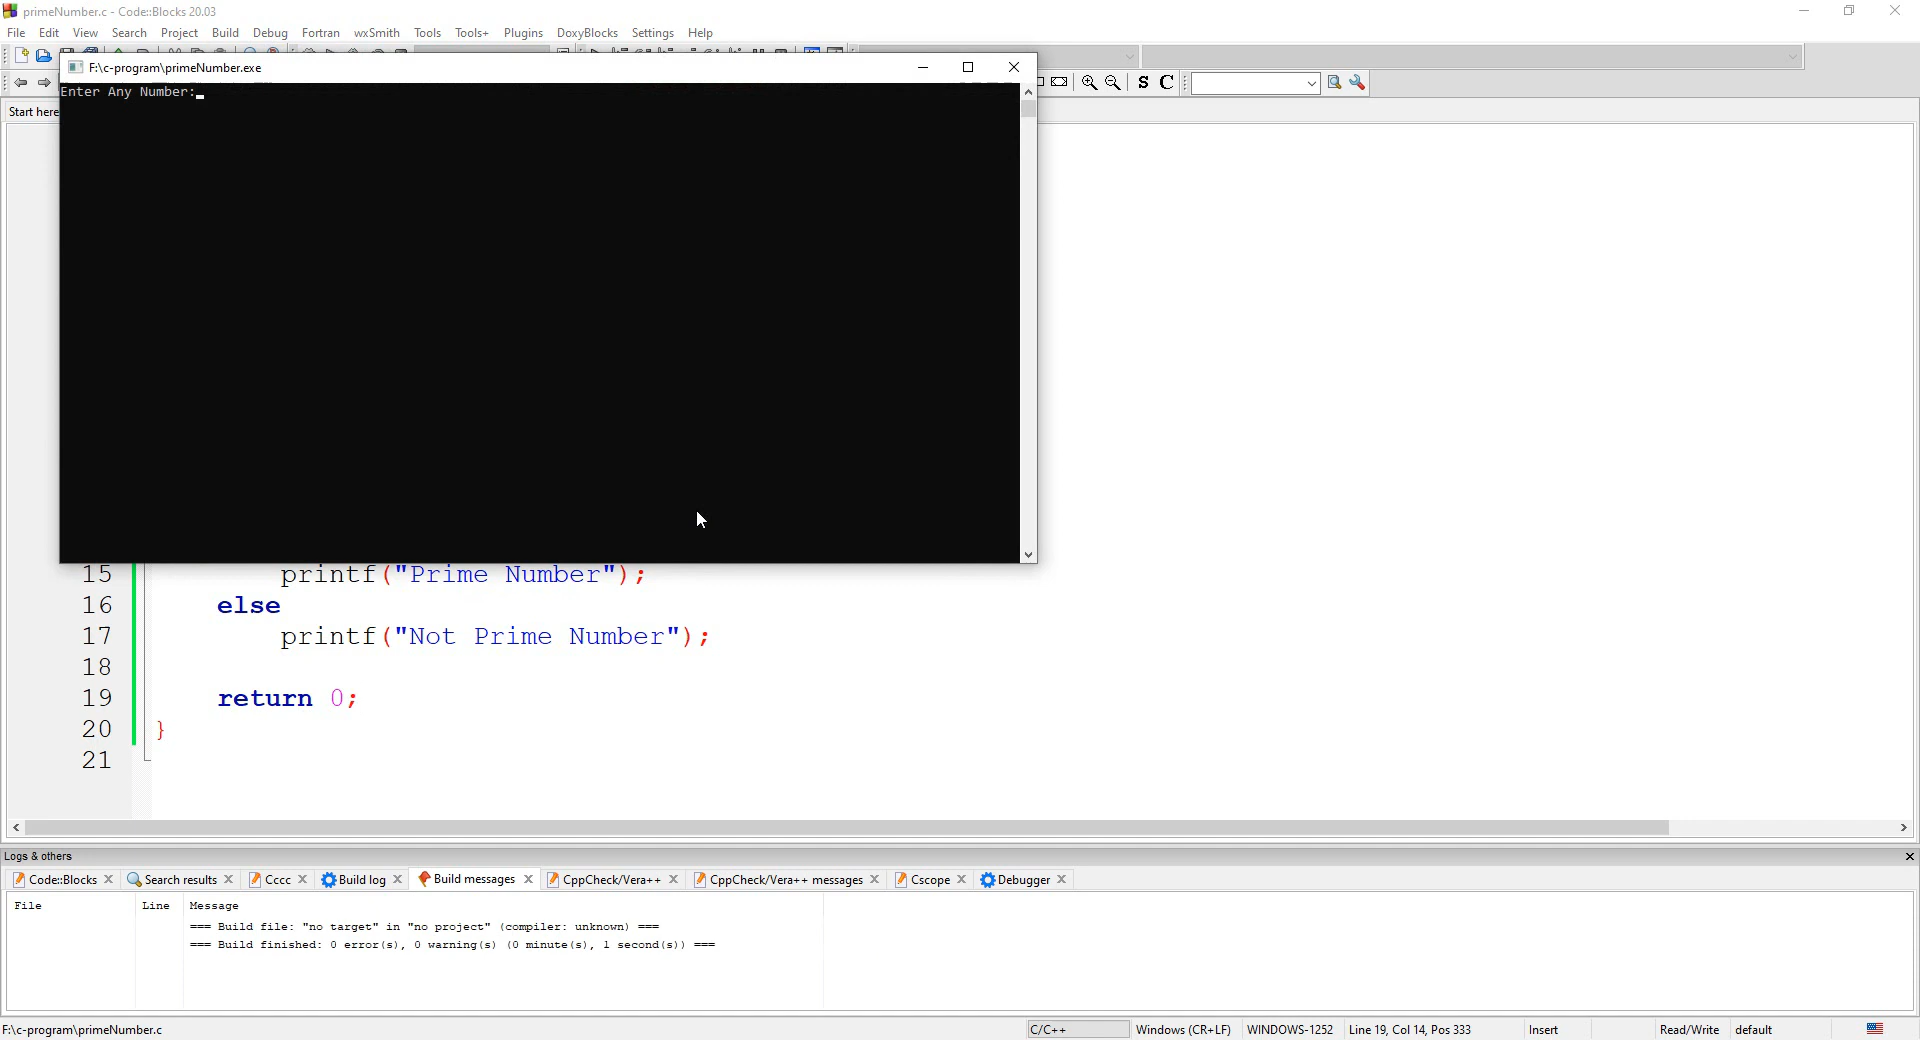 primeNumber.c - Code::Blocks 20.03
File Edit View Search Project Build Debug Fortran wxSmith Tools Tools+ Plugins DoxyBlocks Settings Help
F:\c-program\primeNumber.exe
S C
Enter Any Number:
Start here
15 printf("Prime Number");
16 else
17 printf("Not Prime Number");
18
19 return 0;
20 }
21
Logs & others
Code::Blocks Search results Cccc Build log Build messages CppCheck/Vera++ CppCheck/Vera++ messages Cscope Debugger
File Line Message
=== Build file: "no target" in "no project" (compiler: unknown) ===
=== Build finished: 0 error(s), 0 warning(s) (0 minute(s), 1 second(s)) ===
F:\c-program\primeNumber.c C/C++ Windows (CR+LF) WINDOWS-1252 Line 19, Col 14, Pos 333 Insert Read/Write default